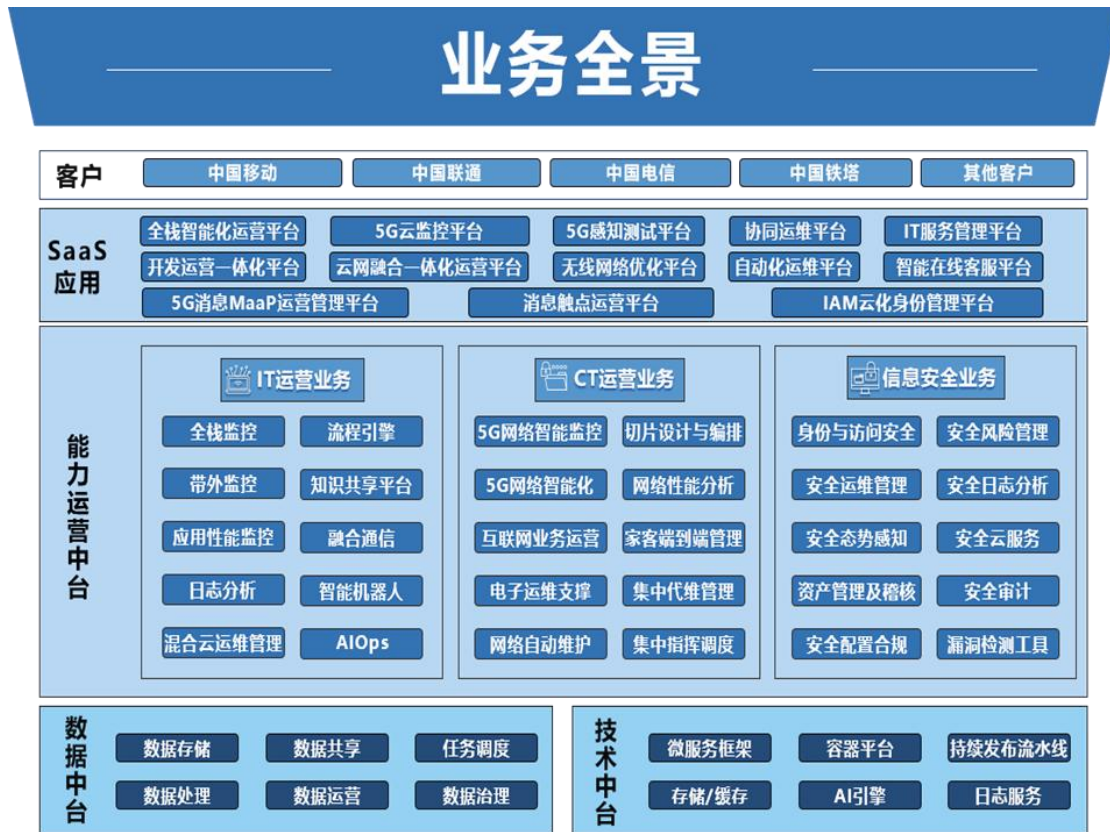 业务全景
客户 中国移动 中国联通 中国电信 中国铁塔 其他客户
SaaS应用
全栈智能化运营平台 5G云监控平台 5G感知测试平台 协同运维平台 IT服务管理平台
开发运营一体化平台 云网融合一体化运营平台 无线网络优化平台 自动化运维平台 智能在线客服平台
5G消息MaaP运营管理平台 消息触点运营平台 IAM云化身份管理平台
能力运营中台
IT运营业务
全栈监控 流程引擎
带外监控 知识共享平台
应用性能监控 融合通信
日志分析 智能机器人
混合云运维管理 AIOps
CT运营业务
5G网络智能监控 切片设计与编排
5G网络智能化 网络性能分析
互联网业务运营 家客端到端管理
电子运维支撑 集中代维管理
网络自动维护 集中指挥调度
信息安全业务
身份与访问安全 安全风险管理
安全运维管理 安全日志分析
安全态势感知 安全云服务
资产管理及稽核 安全审计
安全配置合规 漏洞检测工具
数据中台
数据存储 数据共享 任务调度
数据处理 数据运营 数据治理
技术中台
微服务框架 容器平台 持续发布流水线
存储/缓存 AI引擎 日志服务